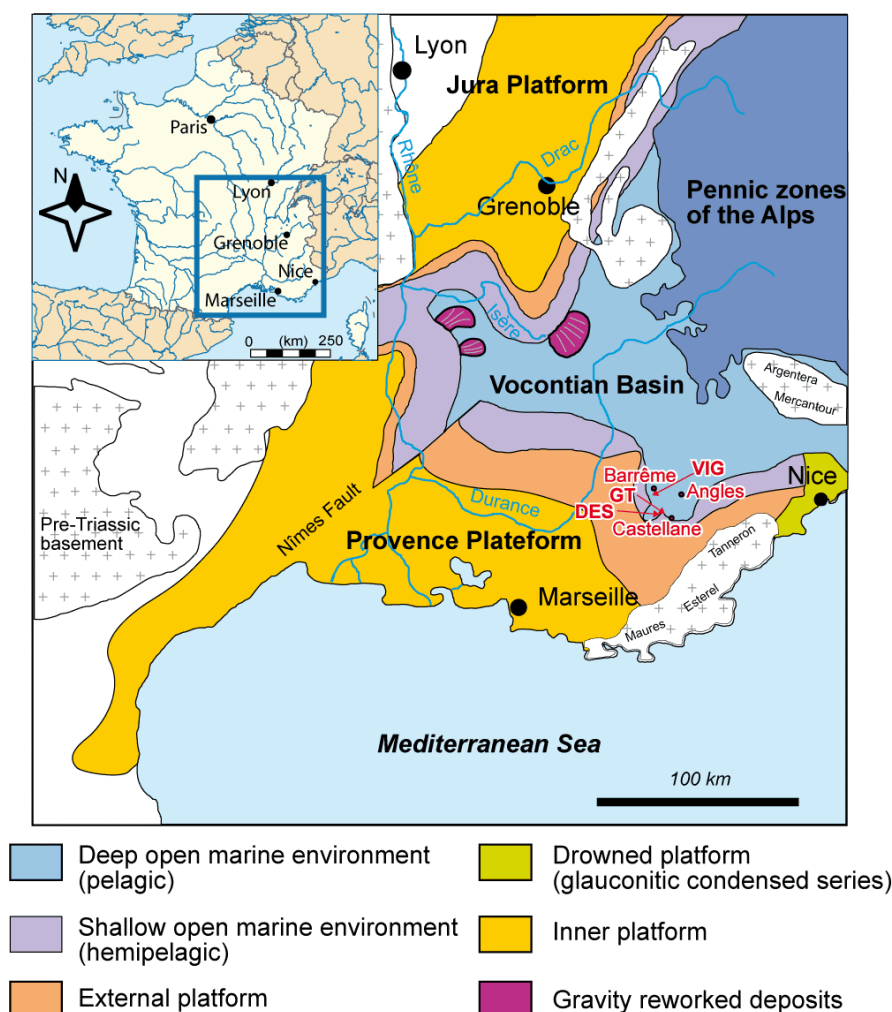 Paris
N
Lyon
Grenoble
Nice
Marseille
0 (km) 250
Lyon
Jura Platform
Rhône
Drac
Grenoble
Pennic zones
of the Alps
Isère
Vocontian Basin
Argentera
Mercantour
Barrême
VIG
GT
Angles
DES
Castellane
Nice
Durance
Pre-Triassic
basement
Nîmes Fault
Provence Plateform
Tanneron
Esterel
Maures
Marseille
Mediterranean Sea
100 km
Deep open marine environment
(pelagic)
Shallow open marine environment
(hemipelagic)
External platform
Drowned platform
(glauconitic condensed series)
Inner platform
Gravity reworked deposits